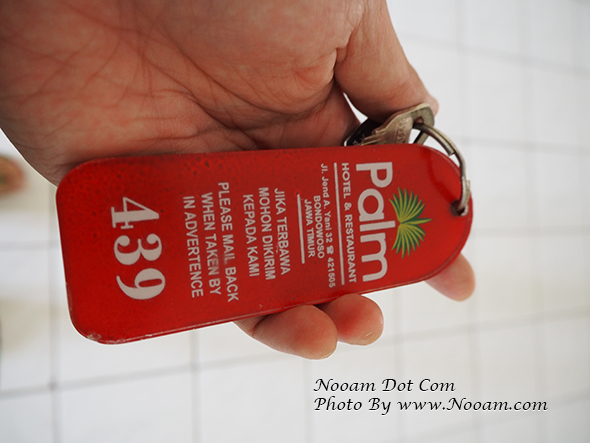 Palm
HOTEL & RESTAURANT
Jl. Jend A. Yani 32 ☎ 421505
BONDOWOSO
JAWA TIMUR
JIKA TERBAWA
MOHON DIKIRIM
KEPADA KAMI
PLEASE MAIL BACK
WHEN TAKEN BY
IN ADVERTENCE
439
Nooam Dot Com
Photo By www.Nooam.com